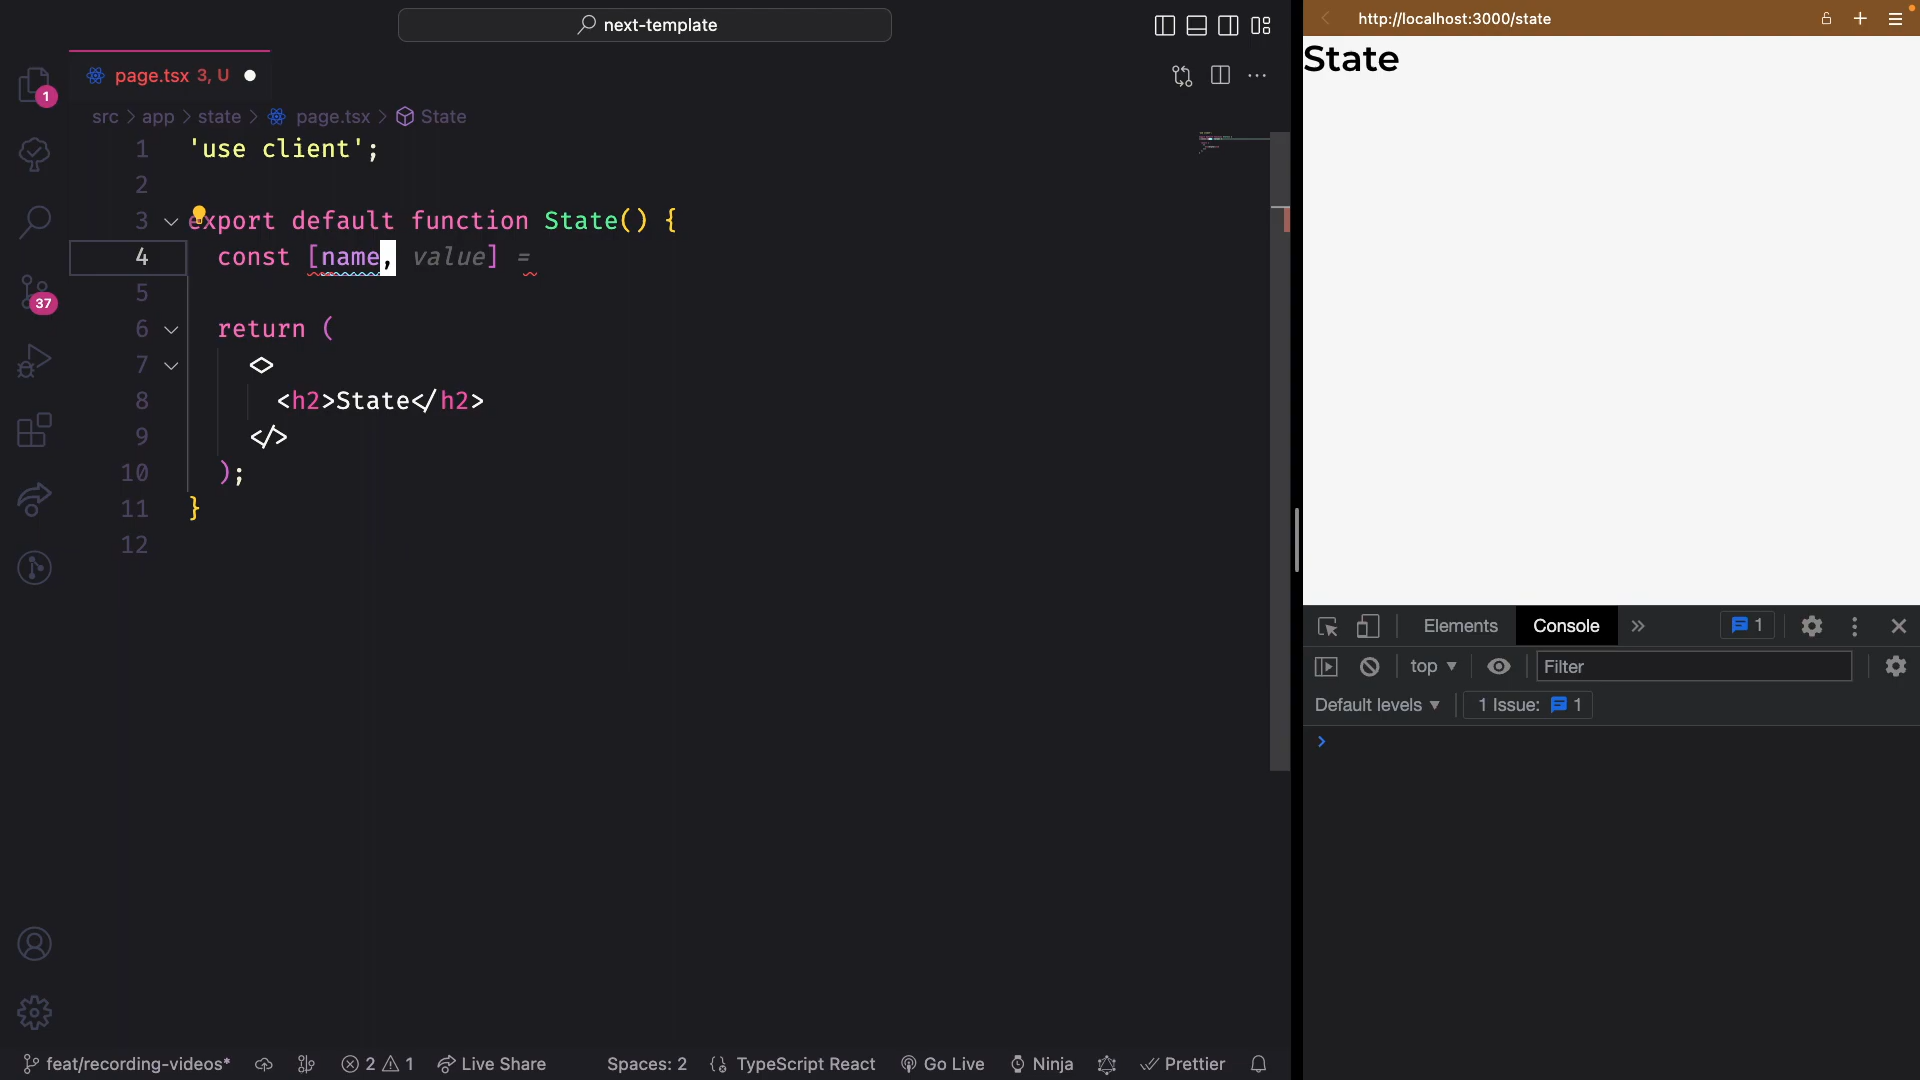 next-template
http://localhost:3000/state
page.tsx 3, U
State
1
src > app > state > page.tsx > State
1 'use client';
2
3 export default function State() {
4 const [name, value] =
5
6 return (
7 <>
8 <h2>State</h2>
9 </>
10 );
11 }
12
37
Elements Console » 1
top ▼ Filter
Default levels ▼ 1 Issue: 1
>
feat/recording-videos* 2 1 Live Share Spaces: 2 {} TypeScript React Go Live Ninja Prettier